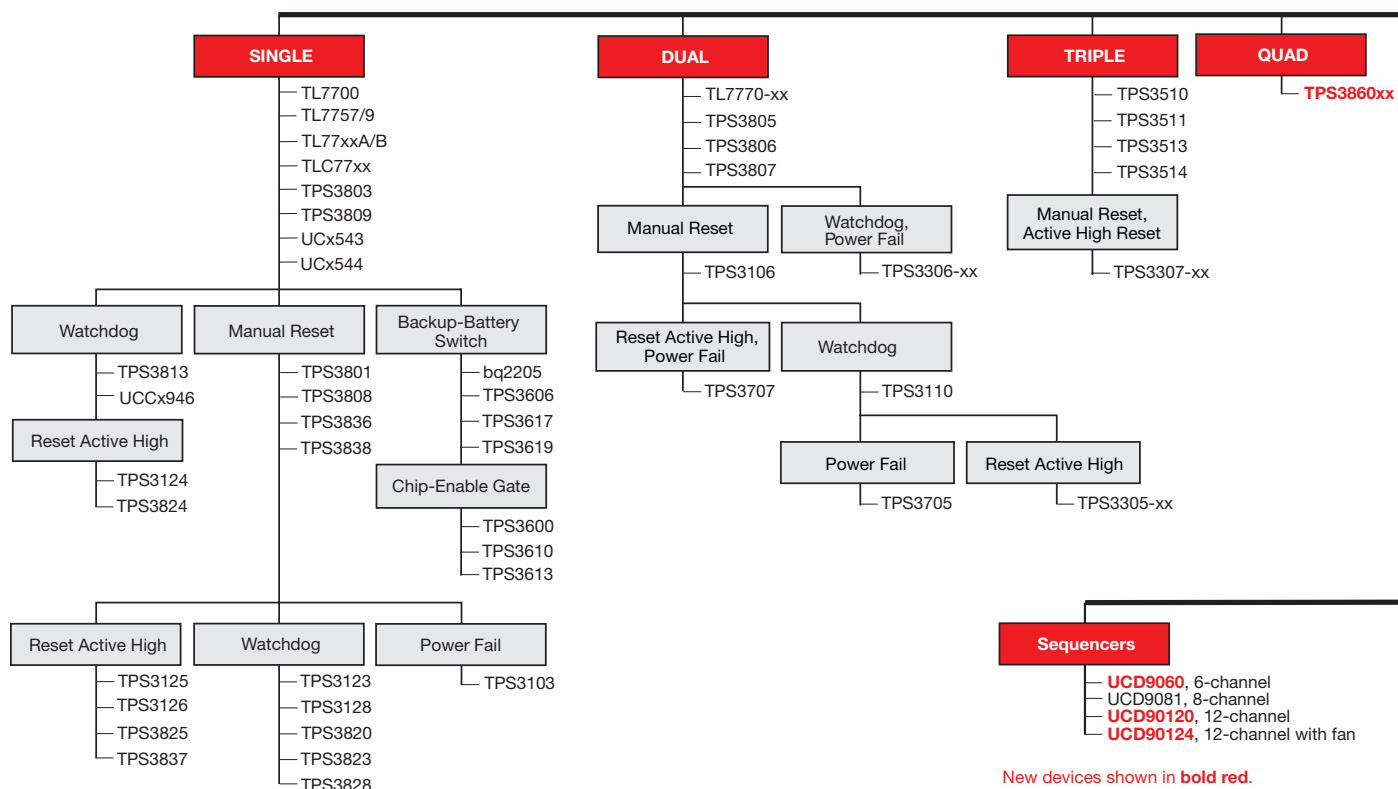 SINGLE
TL7700
TL7757/9
TL77xxA/B
TLC77xx
TPS3803
TPS3809
UCx543
UCx544
Watchdog
TPS3813
UCCx946
Reset Active High
TPS3124
TPS3824
Manual Reset
TPS3801
TPS3808
TPS3836
TPS3838
Backup-Battery
Switch
bq2205
TPS3606
TPS3617
TPS3619
Chip-Enable Gate
TPS3600
TPS3610
TPS3613
Reset Active High
TPS3125
TPS3126
TPS3825
TPS3837
Watchdog
TPS3123
TPS3128
TPS3820
TPS3823
TPS3828
Power Fail
TPS3103
DUAL
TL7770-xx
TPS3805
TPS3806
TPS3807
Manual Reset
TPS3106
Watchdog,
Power Fail
TPS3306-xx
Reset Active High,
Power Fail
TPS3707
Watchdog
TPS3110
Power Fail
TPS3705
Reset Active High
TPS3305-xx
TRIPLE
TPS3510
TPS3511
TPS3513
TPS3514
Manual Reset,
Active High Reset
TPS3307-xx
QUAD
TPS3860xx
Sequencers
UCD9060, 6-channel
UCD9081, 8-channel
UCD90120, 12-channel
UCD90124, 12-channel with fan
New devices shown in bold red.